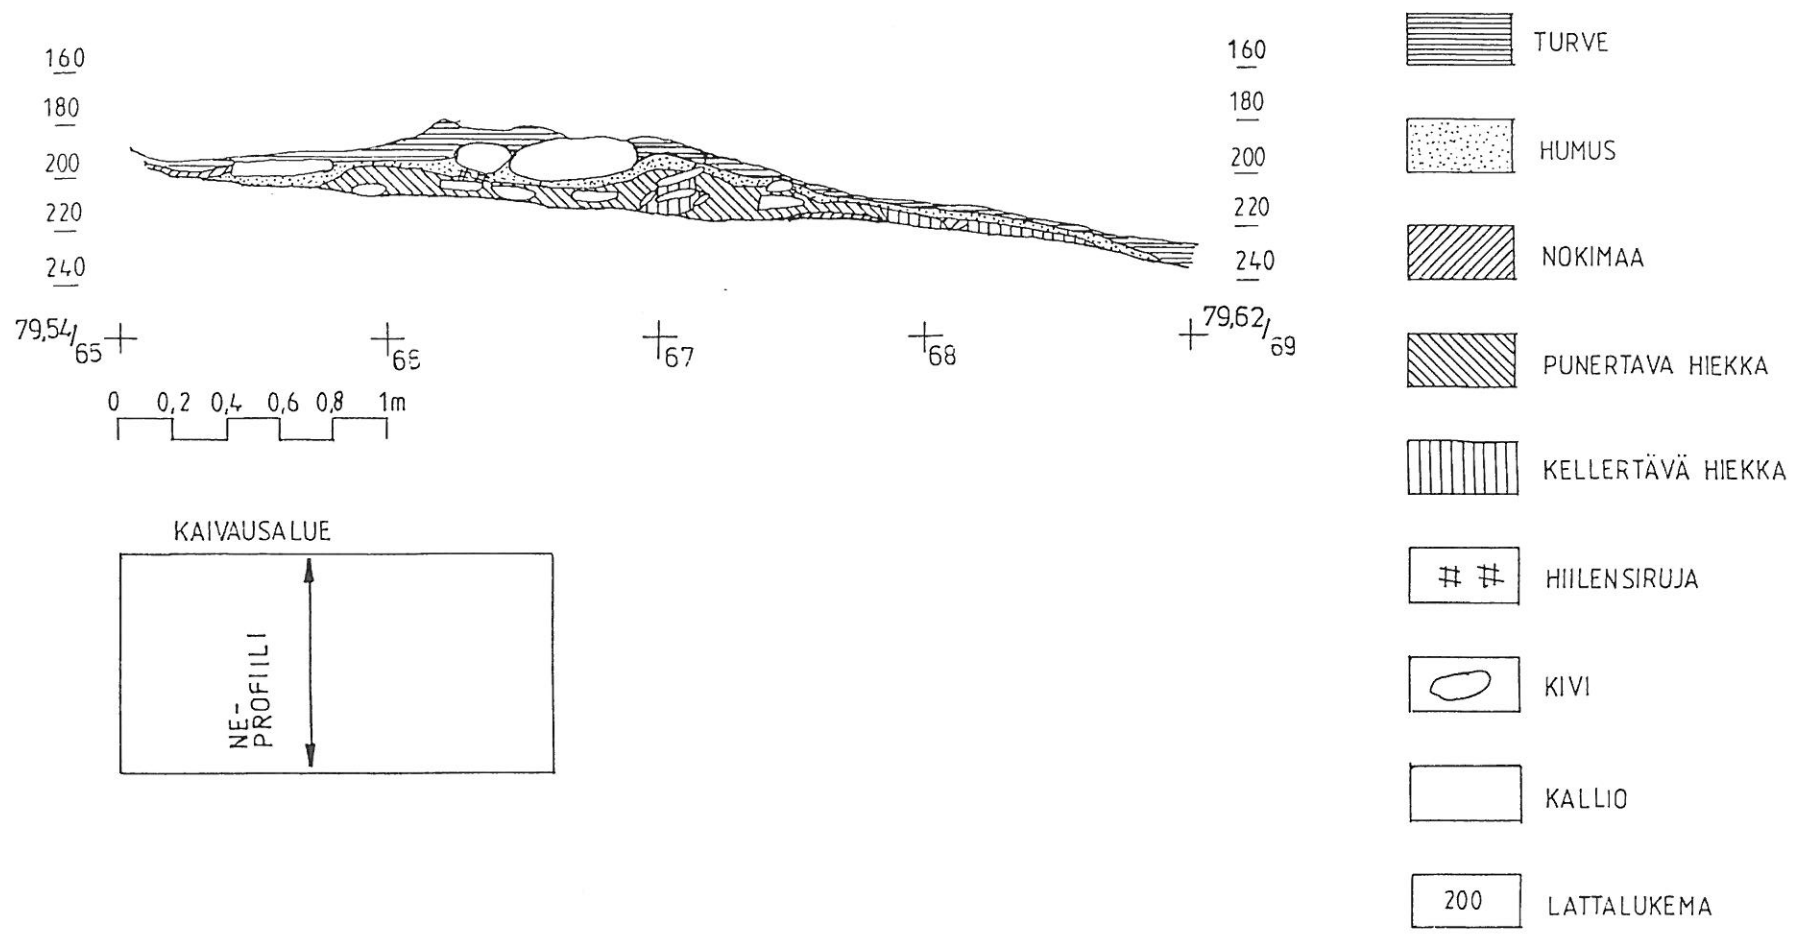 160
180
200
220
240
160
180
200
220
240
79,54/65
66
67
68
79,62/69
0 0,2 0,4 0,6 0,8 1m
KAIVAUSALUE
NE-
PROFIILI
TURVE
HUMUS
NOKIMAA
PUNERTAVA HIEKKA
KELLERTÄVÄ HIEKKA
HIILENSIRUJA
KIVI
KALLIO
200 LATTALUKEMA